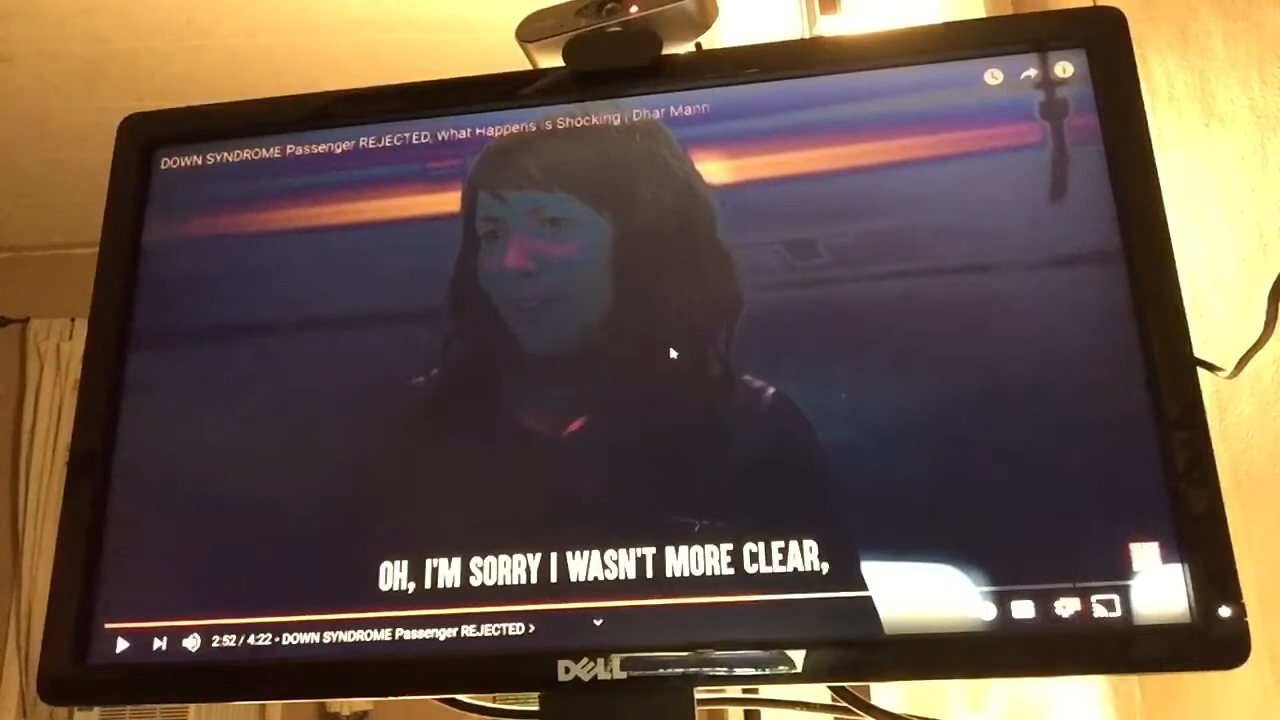 DOWN SYNDROME Passenger REJECTED, What Happens Is Shocking | Dhar Mann
OH, I'M SORRY I WASN'T MORE CLEAR,
2:52 / 4:22 • DOWN SYNDROME Passenger REJECTED >
DELL